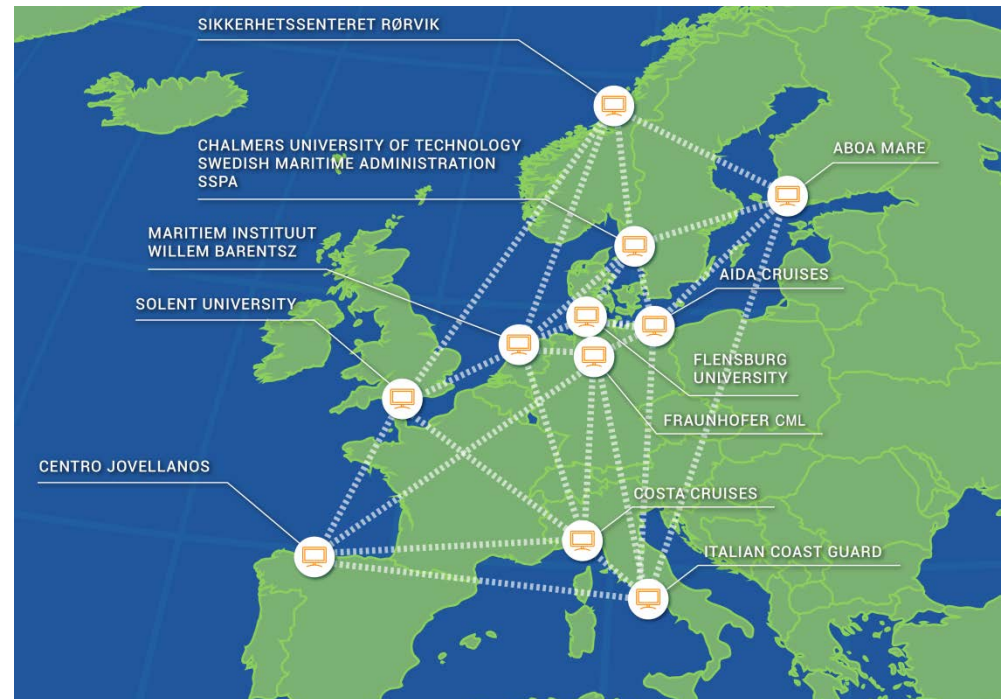 SIKKERHETSSENTERET RØRVIK
CHALMERS UNIVERSITY OF TECHNOLOGY
SWEDISH MARITIME ADMINISTRATION
SSPA
ABOA MARE
MARITIEM INSTITUUT
WILLEM BARENTSZ
AIDA CRUISES
SOLENT UNIVERSITY
FLENSBURG
UNIVERSITY
FRAUNHOFER CML
CENTRO JOVELLANOS
COSTA CRUISES
ITALIAN COAST GUARD